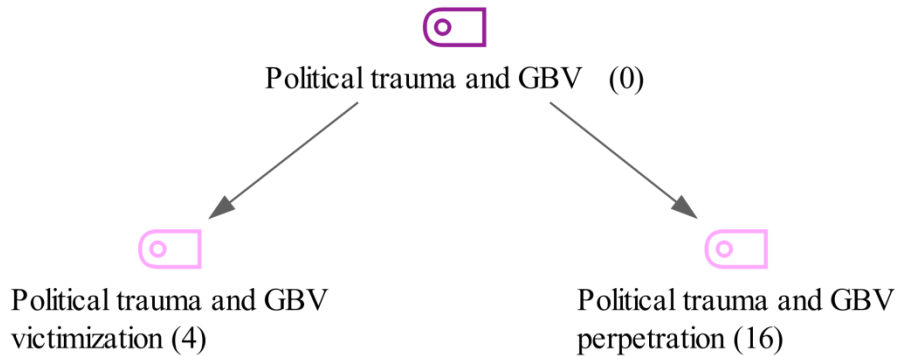 Political trauma and GBV (0)
Political trauma and GBV
victimization (4)
Political trauma and GBV
perpetration (16)